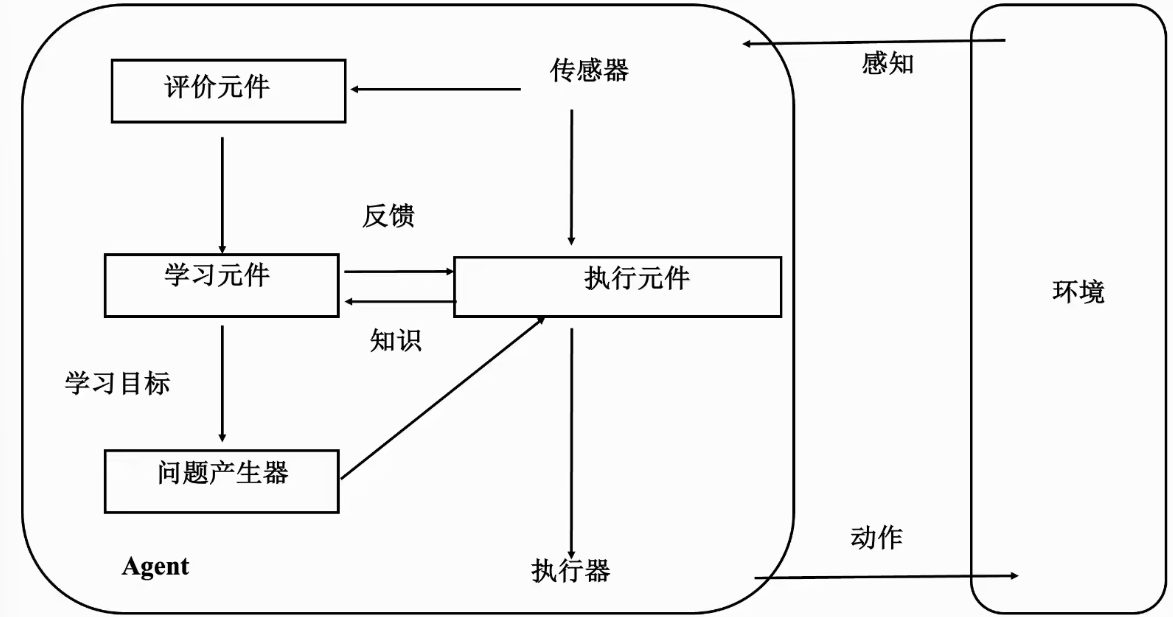 感知
传感器
评价元件
反馈
学习元件
执行元件
环境
知识
学习目标
问题产生器
动作
Agent
执行器